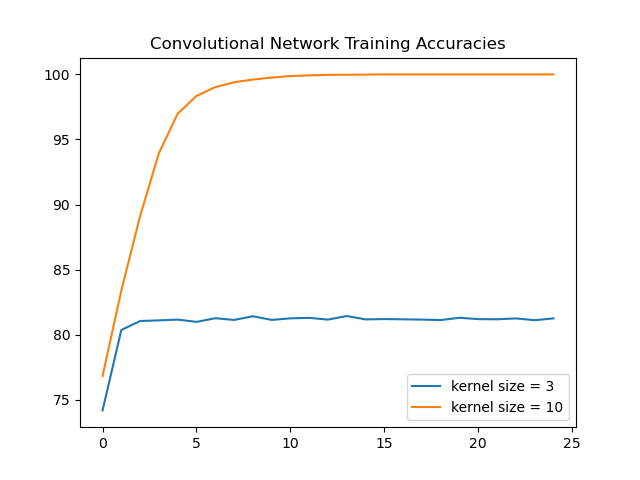 Convolutional Network Training Accuracies
100
95
90
85
80
75
0 5 10 15 20 25
kernel size = 3
kernel size = 10